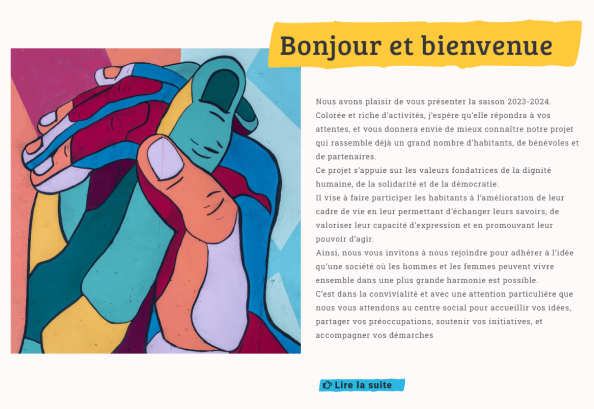 Bonjour et bienvenue
Nous avons plaisir de vous présenter la saison 2023-2024.
Colorée et riche d'activités, j'espère qu'elle répondra à vos
attentes, et vous donnera envie de mieux connaître notre projet
qui rassemble déjà un grand nombre d'habitants, de bénévoles et
de partenaires.
Ce projet s'appuie sur les valeurs fondatrices de la dignité
humaine, de la solidarité et de la démocratie.
Il vise à faire participer les habitants à l'amélioration de leur
cadre de vie en leur permettant d'échanger leurs savoirs, de
valoriser leur capacité d'expression et en promouvant leur
pouvoir d'agir.
Ainsi, nous vous invitons à nous rejoindre pour adhérer à l'idée
qu'une société où les hommes et les femmes peuvent vivre
ensemble dans une plus grande harmonie est possible.
C'est dans la convivialité et avec une attention particulière que
nous vous attendons au centre social pour accueillir vos idées,
partager vos préoccupations, soutenir vos initiatives, et
accompagner vos démarches
Lire la suite